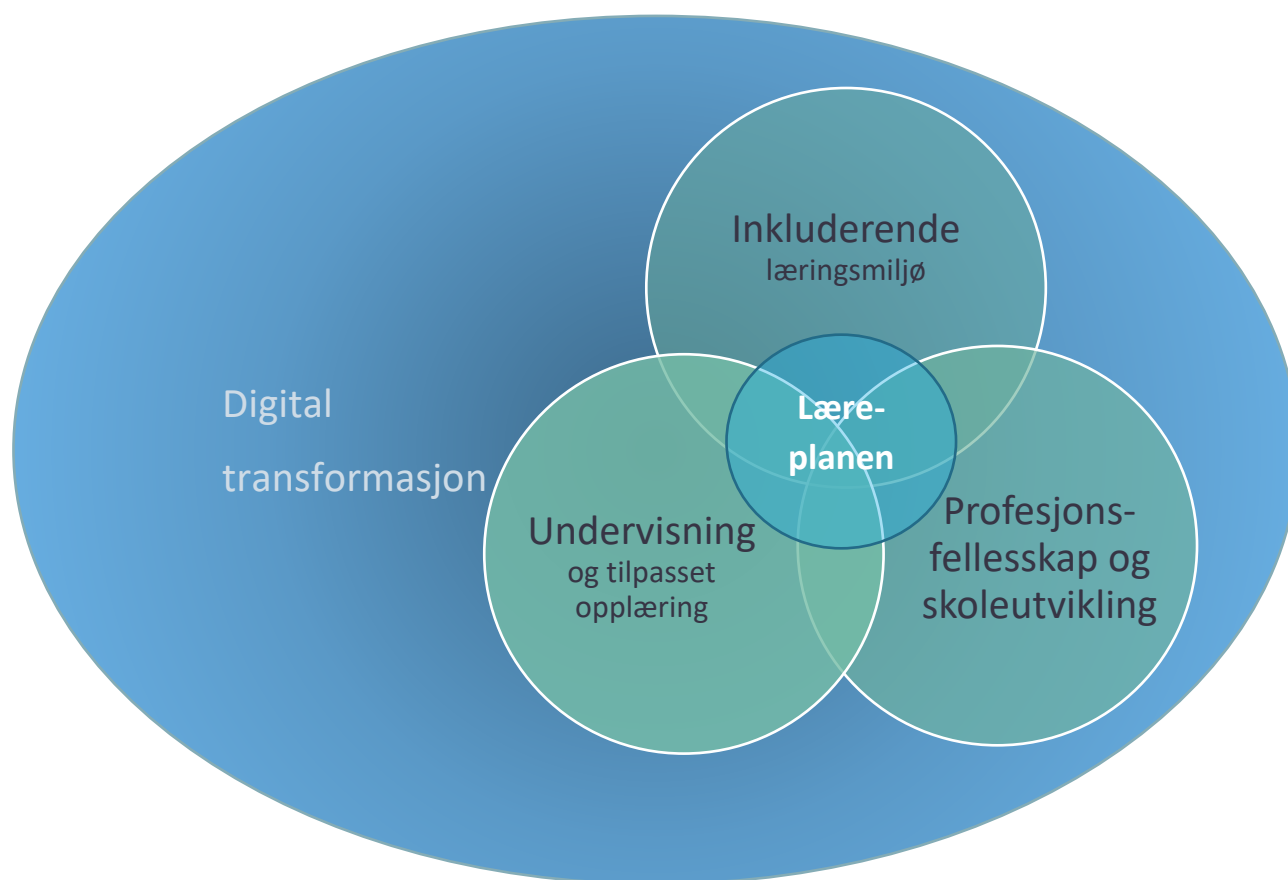 Inkluderende
læringsmiljø
Digital
transformasjon
Lære-
planen
Undervisning
og tilpasset
opplæring
Profesjons-
fellesskap og
skoleutvikling